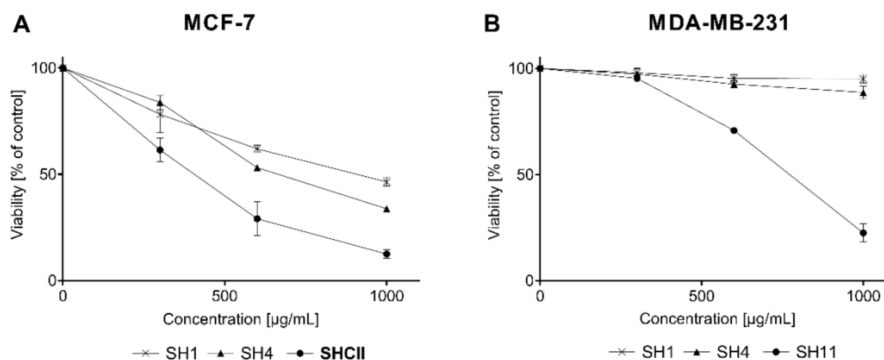 A MCF-7
B MDA-MB-231
Viability [% of control]
100
50
0
0 500 1000
Concentration [µg/mL]
SH1 SH4 SHCII
Viability [% of control]
100
50
0
0 500 1000
Concentration [µg/mL]
SH1 SH4 SH11